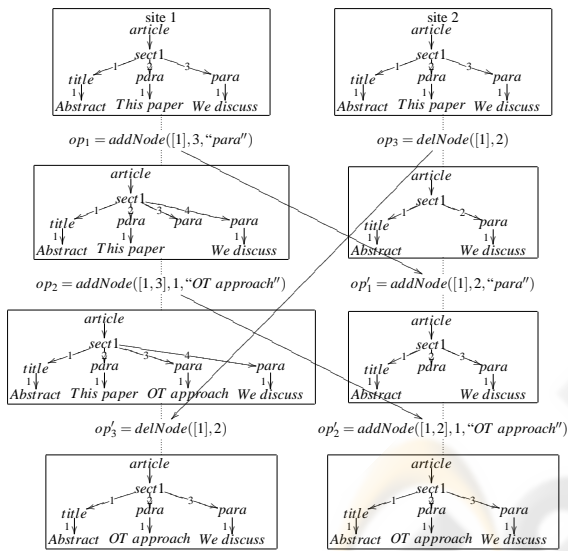 site 1
article
sect1
1 2 3
title para para
1 1 1
Abstract This paper We discuss
op₁ = addNode([1],3,"para")
article
sect1
1 2 3 4
title para para para
1 1 1
Abstract This paper We discuss
op₂ = addNode([1,3],1,"OT approach")
article
sect1
1 2 3 4
title para para para
1 1 1 1
Abstract This paper OT approach We discuss
op′₃ = delNode([1],2)
article
sect1
1 2 3
title para para
1 1 1
Abstract OT approach We discuss
site 2
article
sect1
1 2 3
title para para
1 1 1
Abstract This paper We discuss
op₃ = delNode([1],2)
article
sect1
1 2
title para
1 1
Abstract We discuss
op′₁ = addNode([1],2,"para")
article
sect1
1 2 3
title para para
1 1
Abstract We discuss
op′₂ = addNode([1,2],1,"OT approach")
article
sect1
1 2 3
title para para
1 1 1
Abstract OT approach We discuss